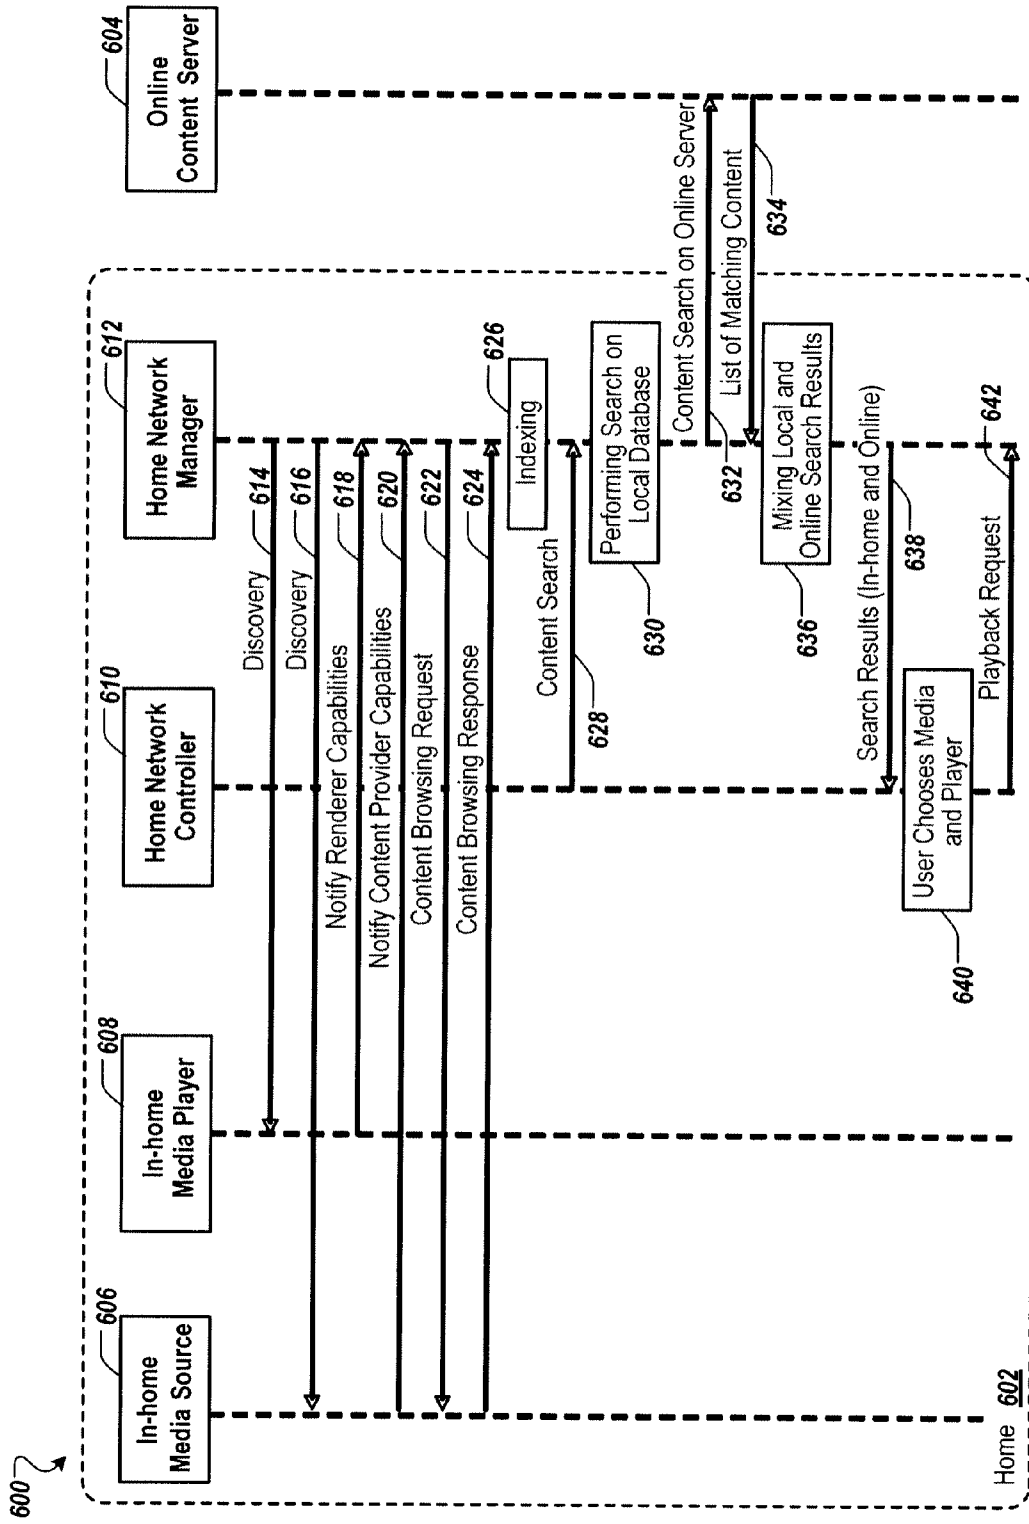 600
606
In-home
Media Source
608
In-home
Media Player
610
Home Network
Controller
612
Home Network
Manager
604
Online
Content Server
Discovery
614
Discovery
616
Notify Renderer Capabilities
618
Notify Content Provider Capabilities
620
Content Browsing Request
622
Content Browsing Response
624
Indexing
626
Content Search
628
Performing Search on
Local Database
630
Content Search on Online Server
632
List of Matching Content
634
Mixing Local and
Online Search Results
636
Search Results (In-home and Online)
638
User Chooses Media
and Player
640
Playback Request
642
Home 602